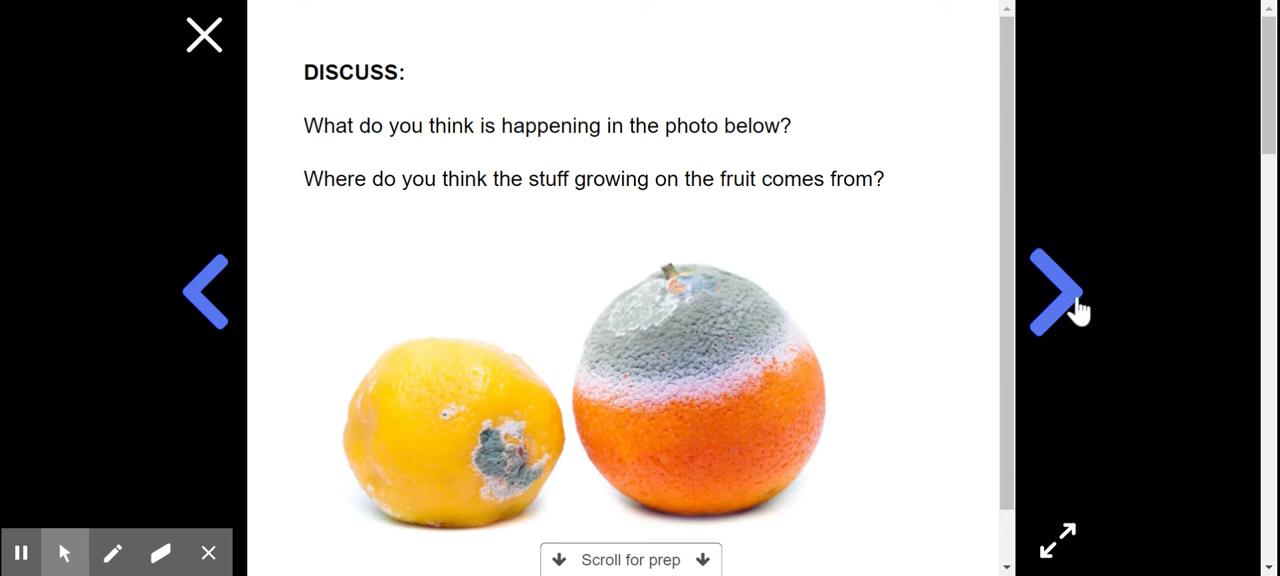 DISCUSS:
What do you think is happening in the photo below?
Where do you think the stuff growing on the fruit comes from?
Scroll for prep